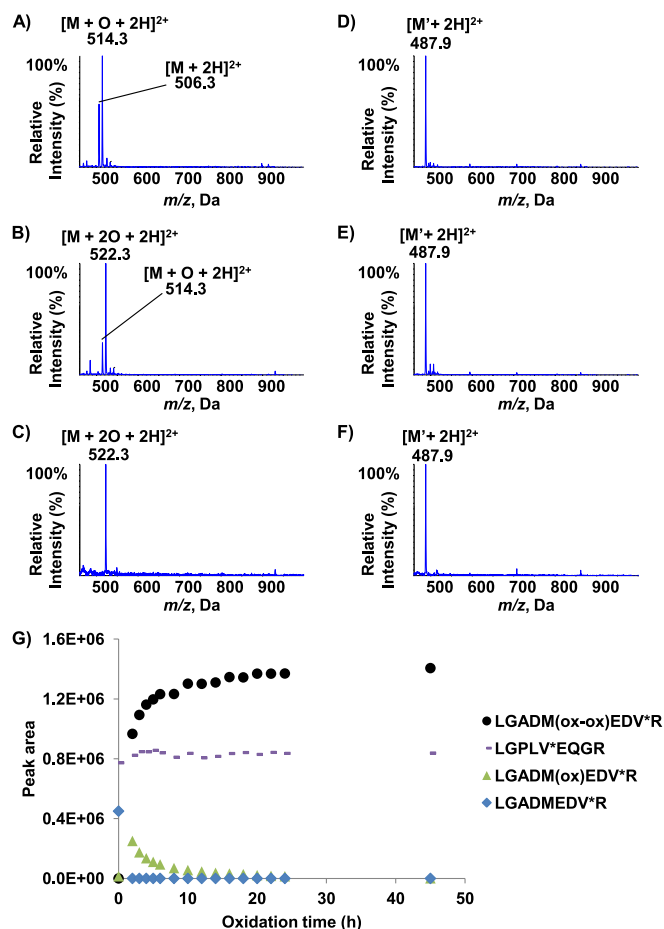 A)
[M + O + 2H]²⁺
514.3
[M + 2H]²⁺
506.3
100%
Relative
Intensity (%)
500 600 700 800 900
m/z, Da
D)
[M'+ 2H]²⁺
487.9
100%
Relative
Intensity (%)
500 600 700 800 900
m/z, Da
B)
[M + 2O + 2H]²⁺
522.3
[M + O + 2H]²⁺
514.3
100%
Relative
Intensity (%)
500 600 700 800 900
m/z, Da
E)
[M'+ 2H]²⁺
487.9
100%
Relative
Intensity (%)
500 600 700 800 900
m/z, Da
C)
[M + 2O + 2H]²⁺
522.3
100%
Relative
Intensity (%)
500 600 700 800 900
m/z, Da
F)
[M'+ 2H]²⁺
487.9
100%
Relative
Intensity (%)
500 600 700 800 900
m/z, Da
G)
1.6E+06
1.2E+06
0.8E+06
0.4E+06
0.0E+00
Peak area
0 10 20 30 40 50
Oxidation time (h)
LGADM(ox-ox)EDV*R
LGPLV*EQGR
LGADM(ox)EDV*R
LGADMEDV*R